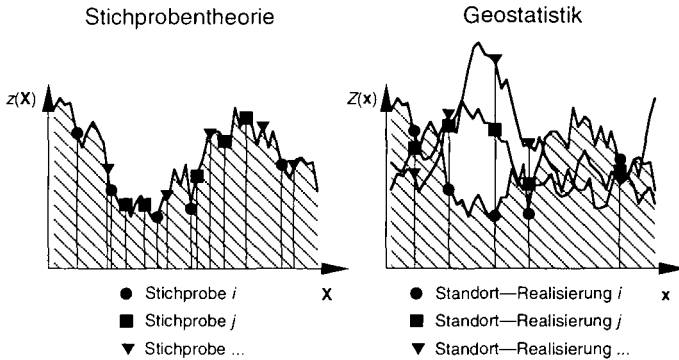 Stichprobentheorie
z(X)
X
● Stichprobe i
■ Stichprobe j
▼ Stichprobe ...
Geostatistik
Z(x)
x
● Standort—Realisierung i
■ Standort—Realisierung j
▼ Standort—Realisierung ...